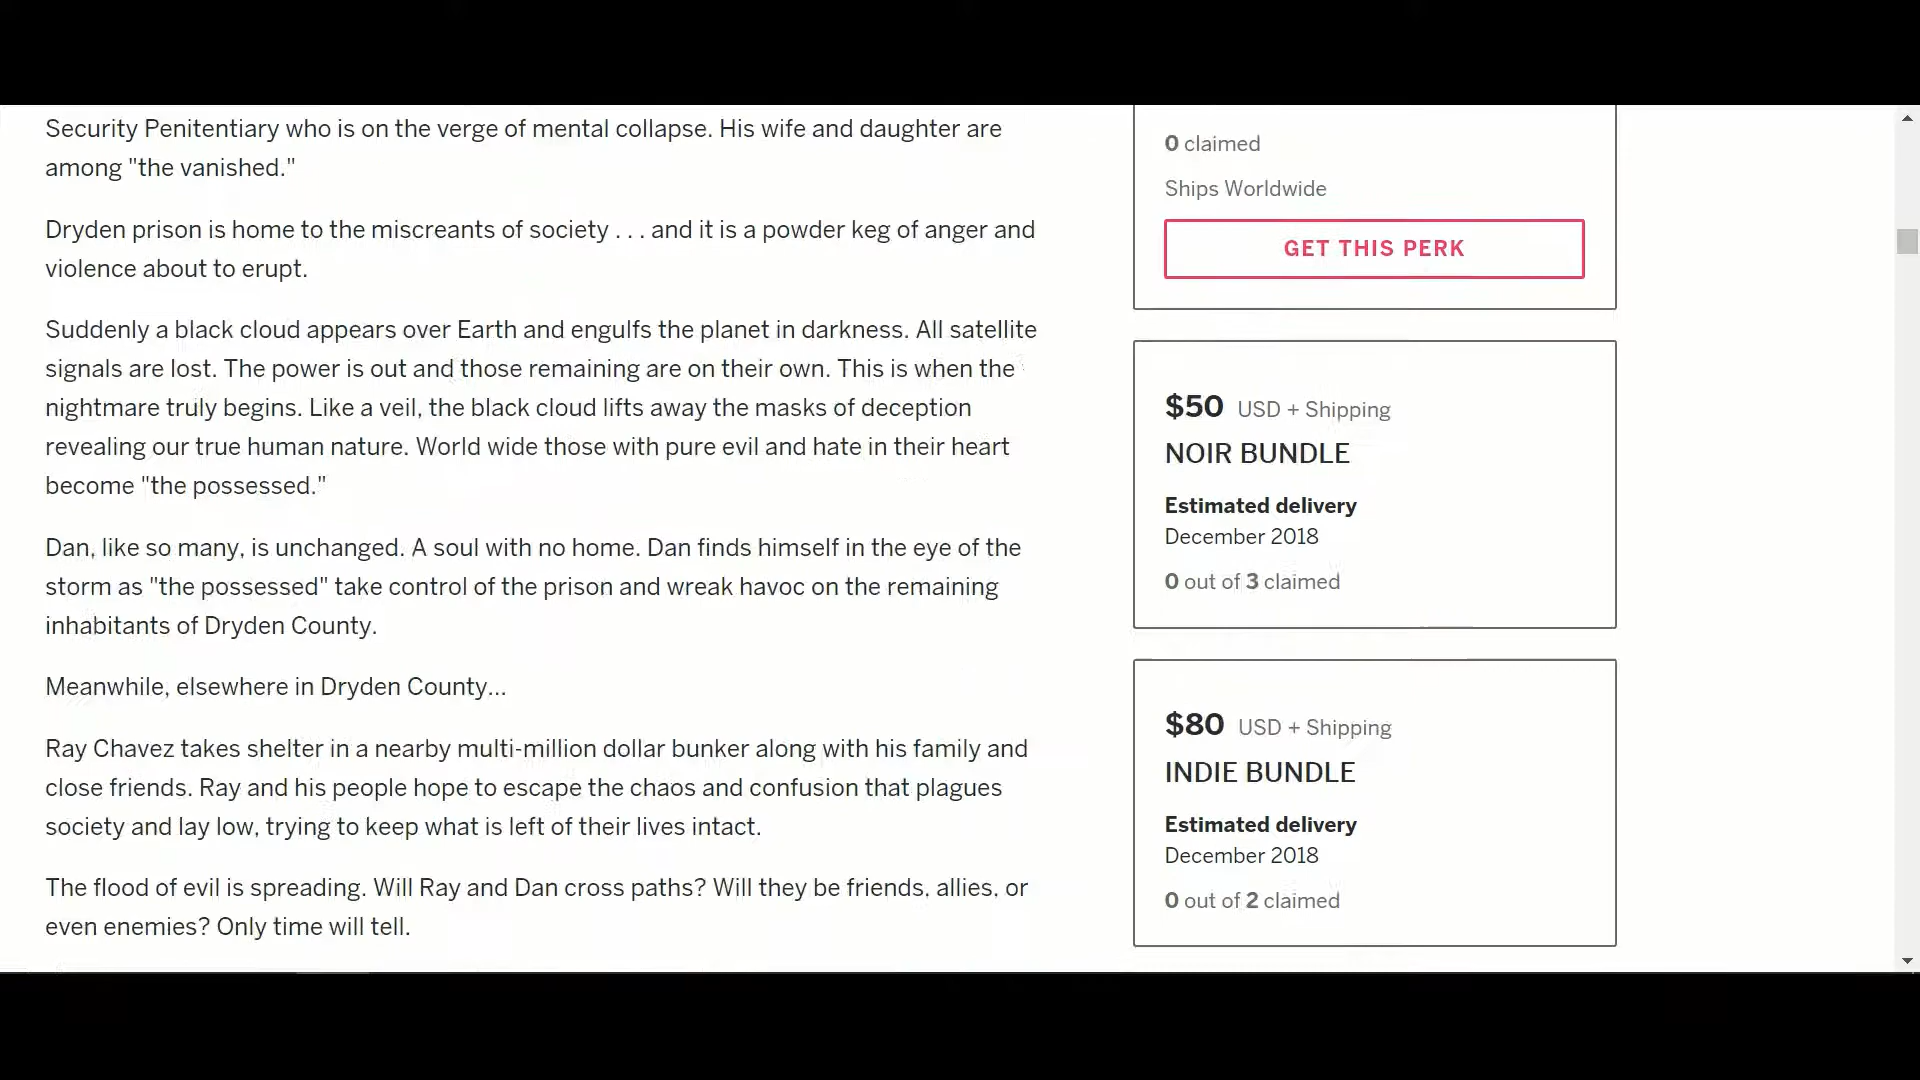 Security Penitentiary who is on the verge of mental collapse. His wife and daughter are
among "the vanished."
Dryden prison is home to the miscreants of society . . . and it is a powder keg of anger and
violence about to erupt.
Suddenly a black cloud appears over Earth and engulfs the planet in darkness. All satellite
signals are lost. The power is out and those remaining are on their own. This is when the
nightmare truly begins. Like a veil, the black cloud lifts away the masks of deception
revealing our true human nature. World wide those with pure evil and hate in their heart
become "the possessed."
Dan, like so many, is unchanged. A soul with no home. Dan finds himself in the eye of the
storm as "the possessed" take control of the prison and wreak havoc on the remaining
inhabitants of Dryden County.
Meanwhile, elsewhere in Dryden County...
Ray Chavez takes shelter in a nearby multi-million dollar bunker along with his family and
close friends. Ray and his people hope to escape the chaos and confusion that plagues
society and lay low, trying to keep what is left of their lives intact.
The flood of evil is spreading. Will Ray and Dan cross paths? Will they be friends, allies, or
even enemies? Only time will tell.
0 claimed
Ships Worldwide
GET THIS PERK
$50 USD + Shipping
NOIR BUNDLE
Estimated delivery
December 2018
0 out of 3 claimed
$80 USD + Shipping
INDIE BUNDLE
Estimated delivery
December 2018
0 out of 2 claimed